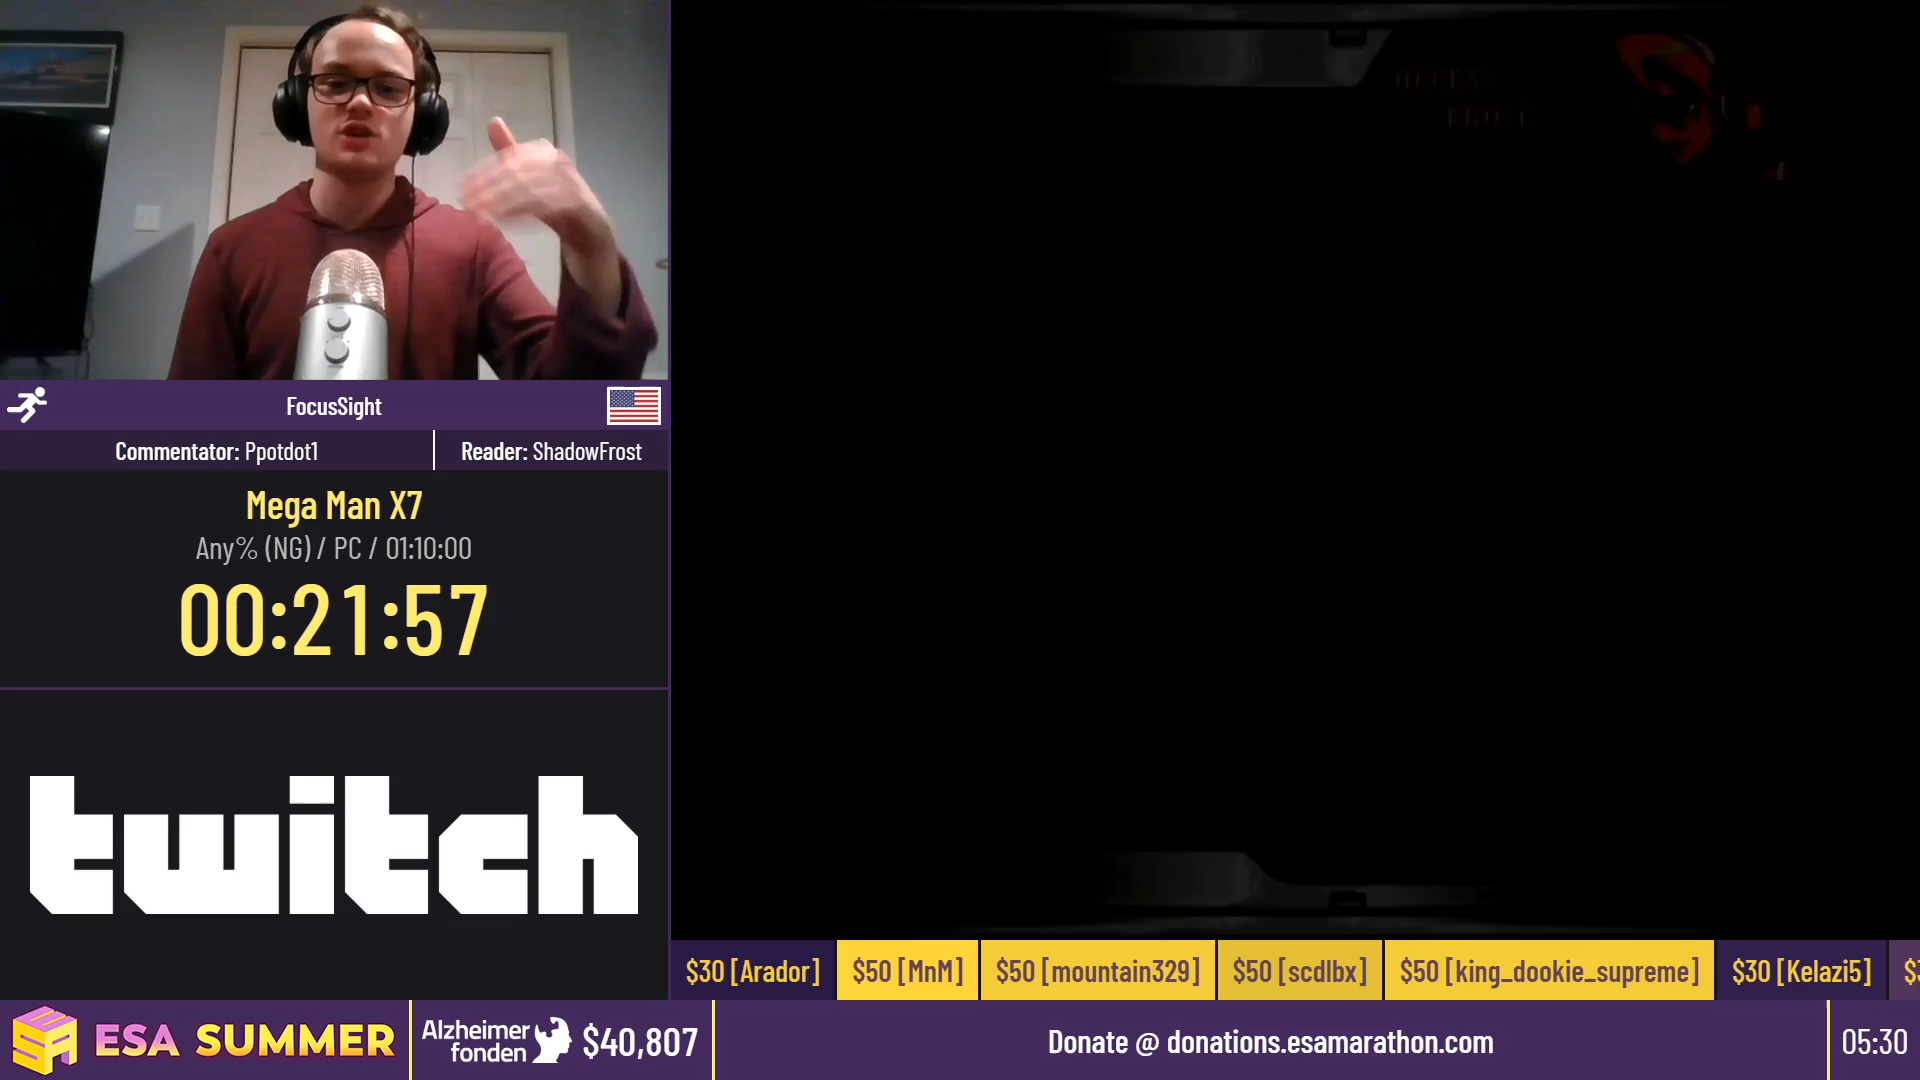 FocusSight
Commentator: Ppotdot1
Reader: ShadowFrost
Mega Man X7
Any% (NG) / PC / 01:10:00
00:21:57
twitch
$30 [Arador]
$50 [MnM]
$50 [mountain329]
$50 [scdlbx]
$50 [king_dookie_supreme]
$30 [Kelazi5]
ESA SUMMER
Alzheimer
fonden
$40,807
Donate @ donations.esamarathon.com
05:30